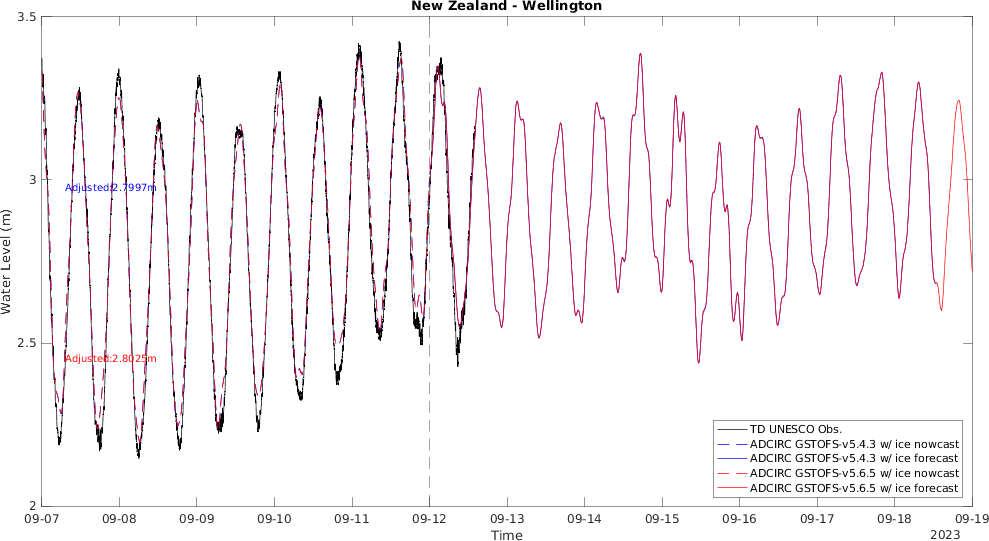 New Zealand - Wellington
3.5
3
2.5
2
Water Level (m)
Adjusted:2.7997m
Adjusted:2.8025m
TD UNESCO Obs.
ADCIRC GSTOFS-v5.4.3 w/ ice nowcast
ADCIRC GSTOFS-v5.4.3 w/ ice forecast
ADCIRC GSTOFS-v5.6.5 w/ ice nowcast
ADCIRC GSTOFS-v5.6.5 w/ ice forecast
09-07 09-08 09-09 09-10 09-11 09-12 09-13 09-14 09-15 09-16 09-17 09-18 09-19
Time
2023